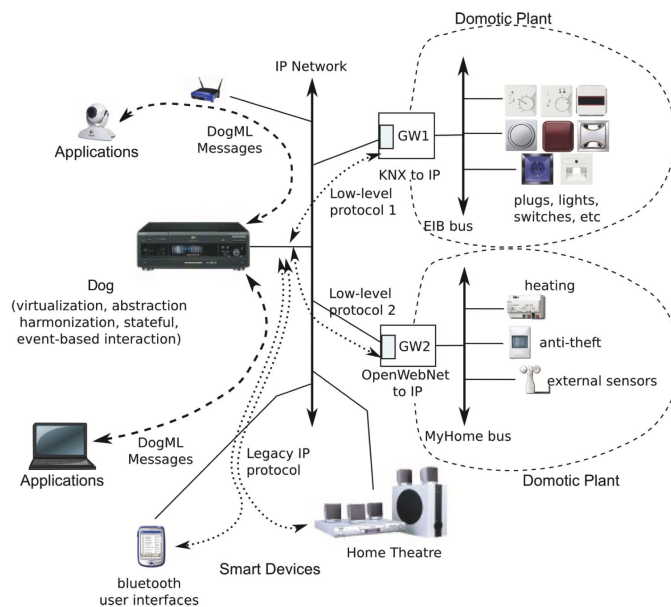 Domotic Plant
IP Network
DogML
Messages
Applications
GW1
KNX to IP
Low-level
protocol 1
plugs, lights,
switches, etc
EIB bus
Dog
(virtualization, abstraction
harmonization, stateful,
event-based interaction)
Low-level
protocol 2
heating
GW2
anti-theft
OpenWebNet
to IP
external sensors
MyHome bus
DogML
Messages
Legacy IP
protocol
Applications
Domotic Plant
Home Theatre
Smart Devices
bluetooth
user interfaces